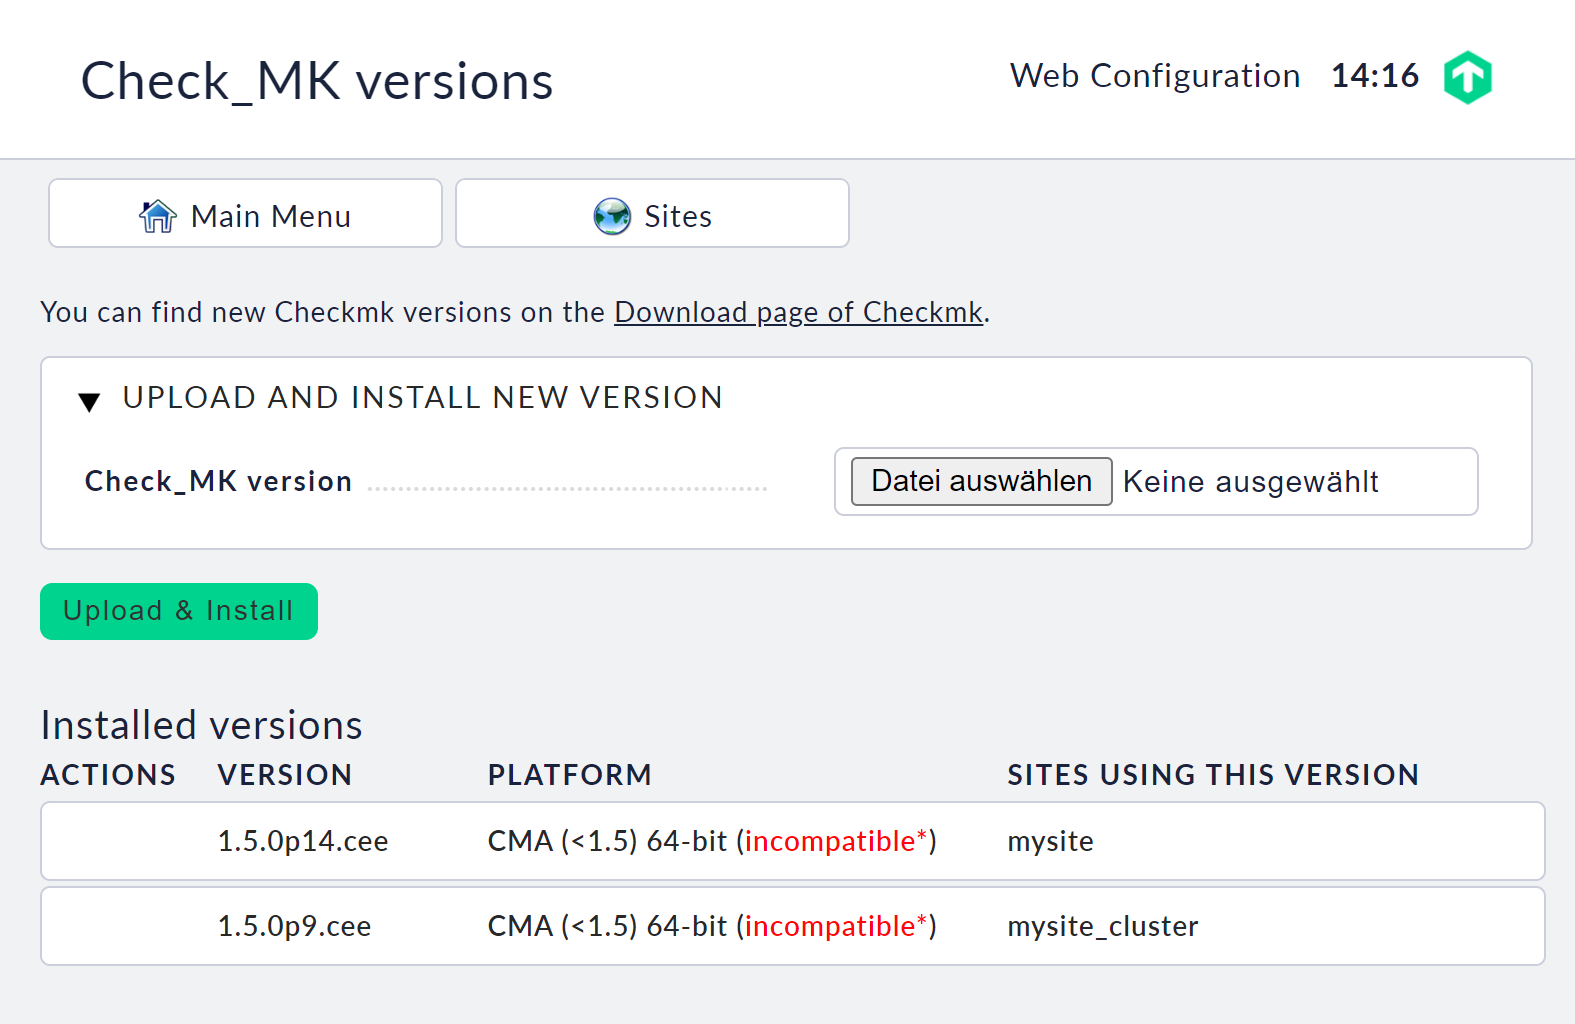 Check_MK versions
Web Configuration 14:16
Main Menu
Sites
You can find new Checkmk versions on the Download page of Checkmk.
UPLOAD AND INSTALL NEW VERSION
Check_MK version
Datei auswählen Keine ausgewählt
Upload & Install
Installed versions
ACTIONS VERSION PLATFORM SITES USING THIS VERSION
1.5.0p14.cee CMA (<1.5) 64-bit (incompatible*) mysite
1.5.0p9.cee CMA (<1.5) 64-bit (incompatible*) mysite_cluster